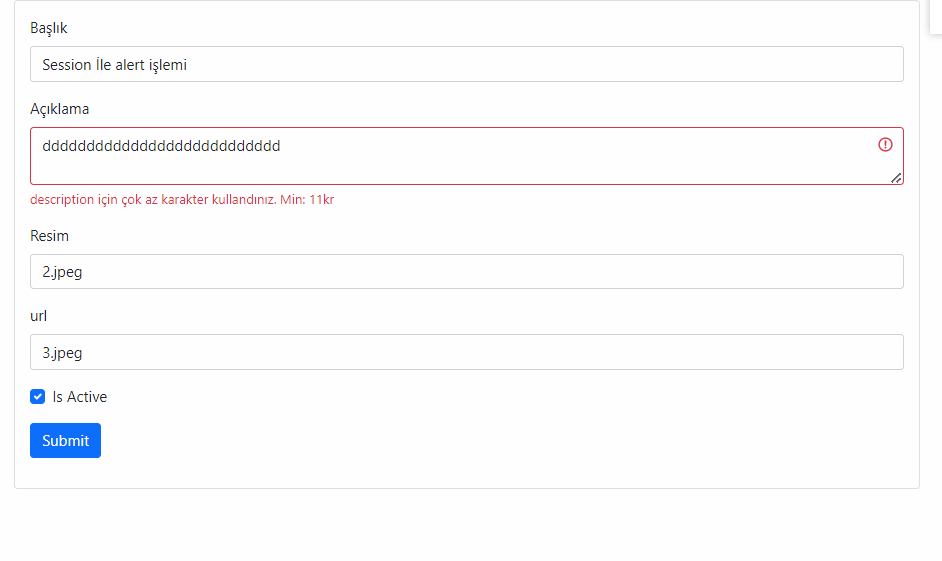 Başlık
Session İle alert işlemi
Açıklama
ddddddddddddddddddddddddddd
description için çok az karakter kullandınız. Min: 11kr
Resim
2.jpeg
url
3.jpeg
Is Active
Submit